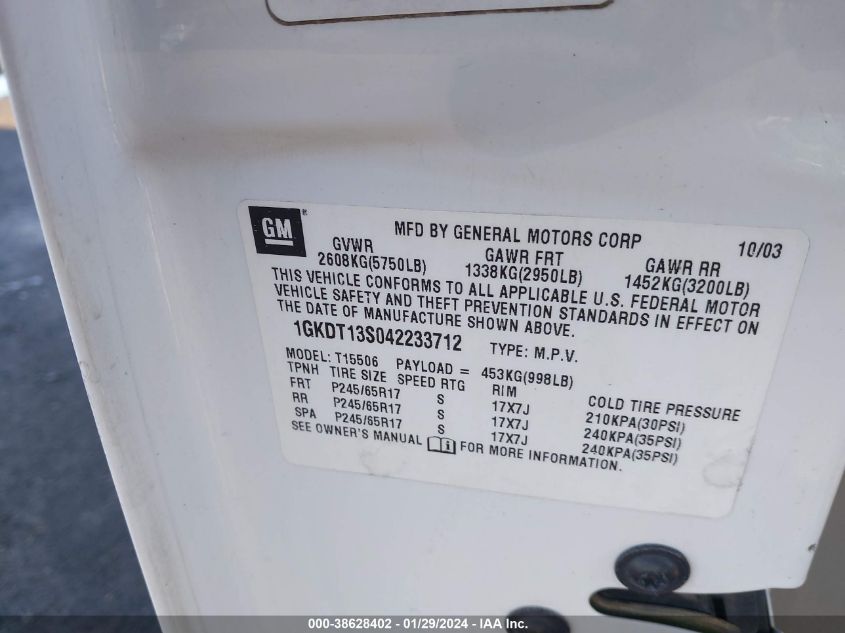 GM ® MFD BY GENERAL MOTORS CORP 10/03
GVWR GAWR FRT GAWR RR
2608KG(5750LB) 1338KG(2950LB) 1452KG(3200LB)
THIS VEHICLE CONFORMS TO ALL APPLICABLE U.S. FEDERAL MOTOR
VEHICLE SAFETY AND THEFT PREVENTION STANDARDS IN EFFECT ON
THE DATE OF MANUFACTURE SHOWN ABOVE.
1GKDT13S042233712 TYPE: M.P.V.
MODEL: T15506 PAYLOAD = 453KG(998LB)
TPNH TIRE SIZE SPEED RTG RIM COLD TIRE PRESSURE
FRT P245/65R17 S 17X7J 210KPA(30PSI)
RR P245/65R17 S 17X7J 240KPA(35PSI)
SPA P245/65R17 S 17X7J 240KPA(35PSI)
SEE OWNER'S MANUAL i FOR MORE INFORMATION.
000-38628402 - 01/29/2024 - IAA Inc.